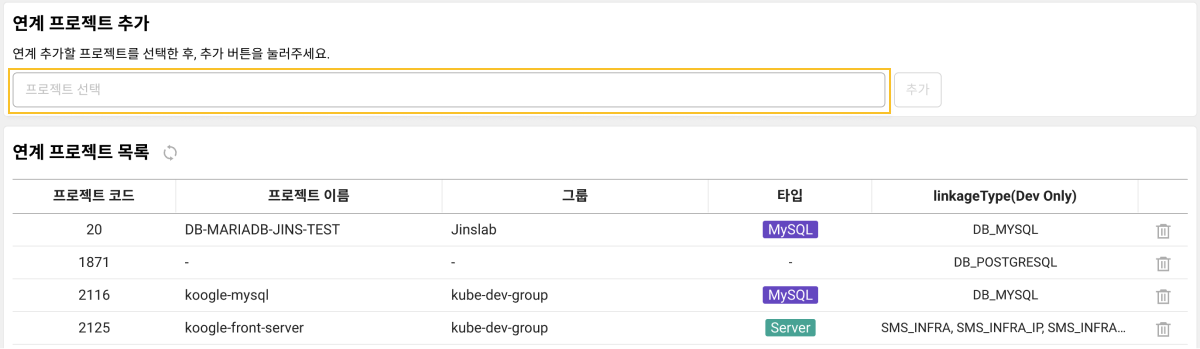 연계 프로젝트 추가
연계 추가할 프로젝트를 선택한 후, 추가 버튼을 눌러주세요.
프로젝트 선택 추가
연계 프로젝트 목록
프로젝트 코드 프로젝트 이름 그룹 타입 linkageType(Dev Only)
20 DB-MARIADB-JINS-TEST Jinslab MySQL DB_MYSQL
1871 - - - DB_POSTGRESQL
2116 koogle-mysql kube-dev-group MySQL DB_MYSQL
2125 koogle-front-server kube-dev-group Server SMS_INFRA, SMS_INFRA_IP, SMS_INFRA...